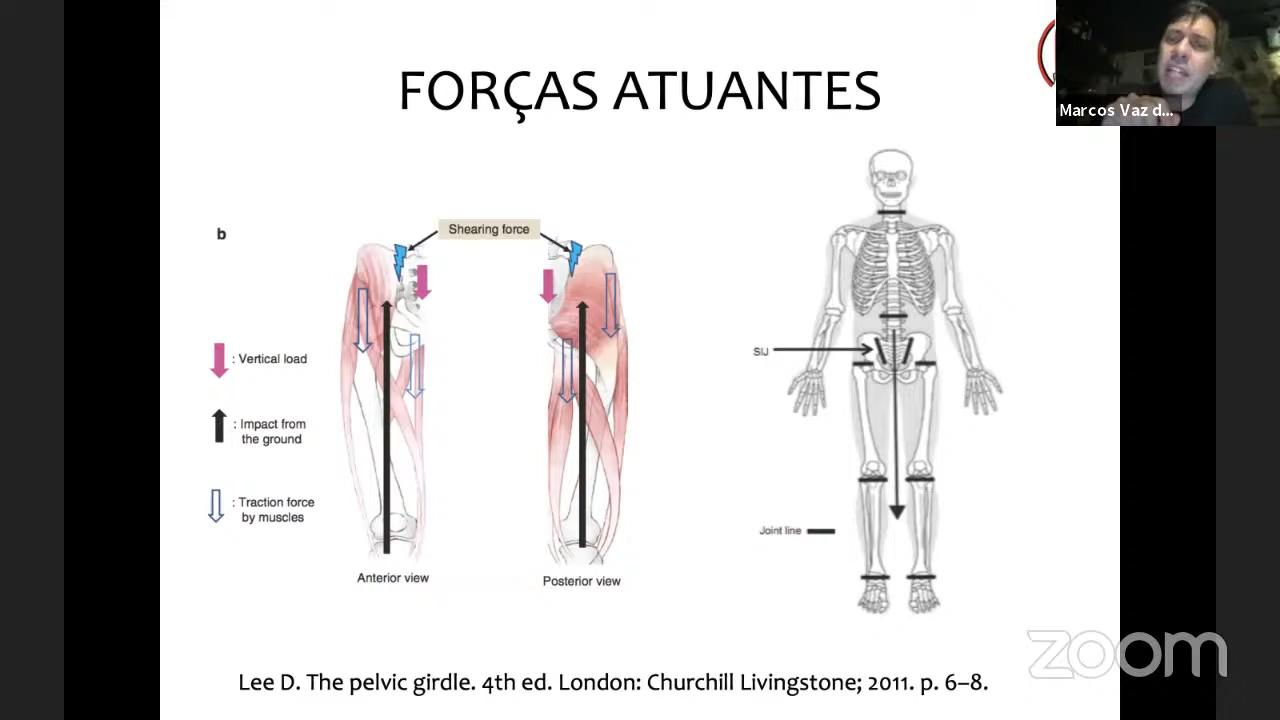 FORÇAS ATUANTES
Marcos Vaz d...
b
Shearing force
: Vertical load
: Impact from
the ground
: Traction force
by muscles
Anterior view
Posterior view
SIJ
Joint line
zoom
Lee D. The pelvic girdle. 4th ed. London: Churchill Livingstone; 2011. p. 6–8.